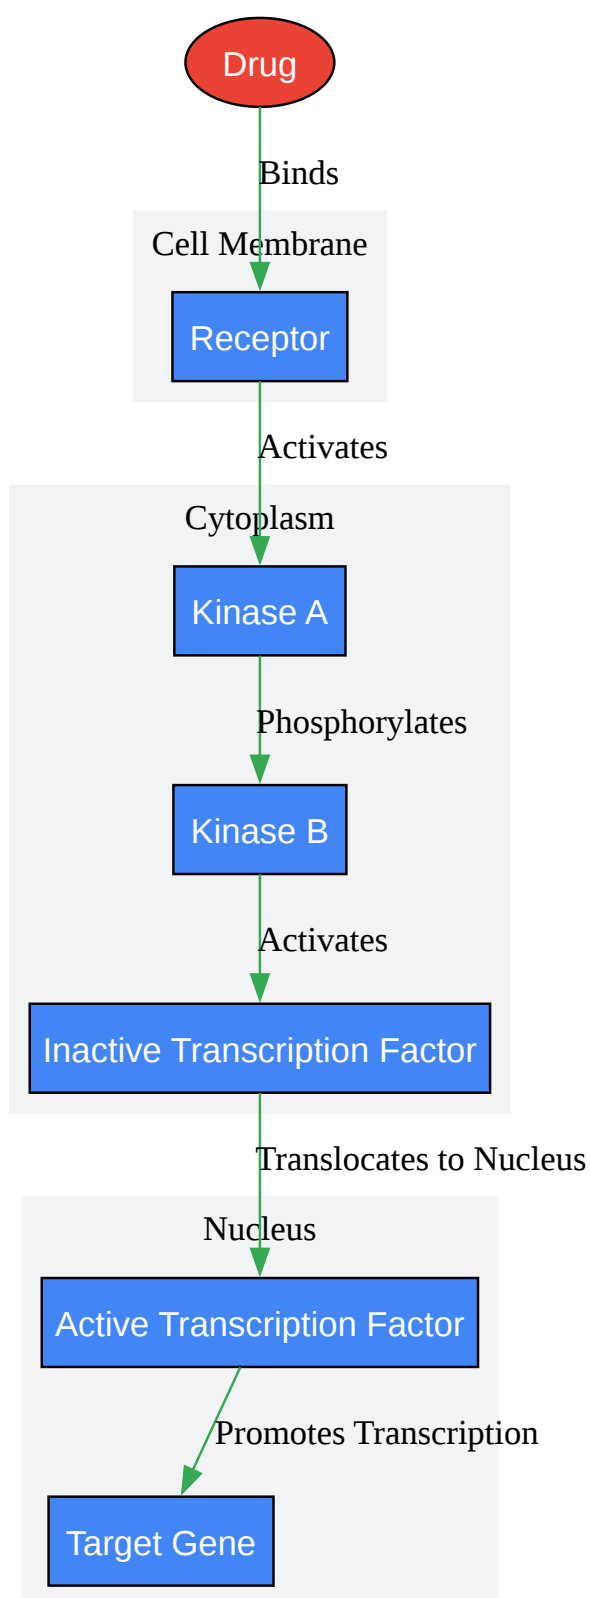 Drug
Binds
Cell Membrane
Receptor
Activates
Cytoplasm
Kinase A
Phosphorylates
Kinase B
Activates
Inactive Transcription Factor
Translocates to Nucleus
Nucleus
Active Transcription Factor
Promotes Transcription
Target Gene